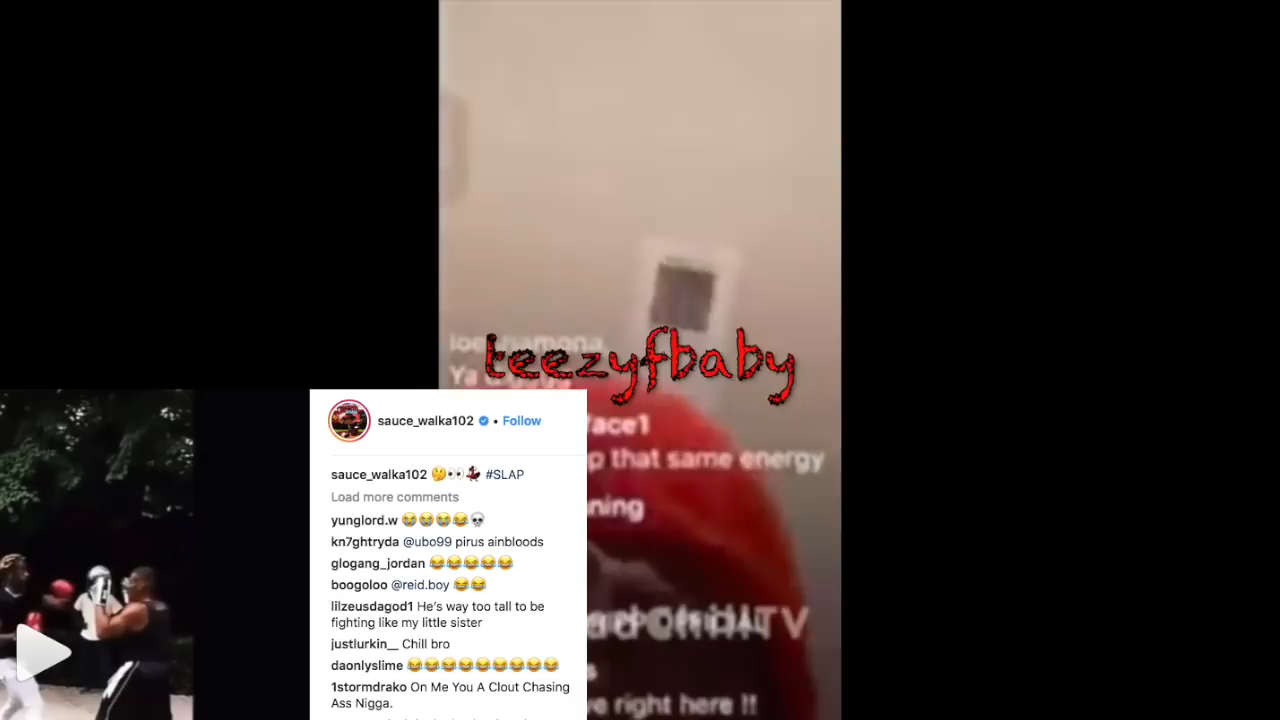 teezyfbaby
Ya
face1
that same energy
sauce_walka102 • Follow
sauce_walka102 🤔👀💃🏿 #SLAP
Load more comments
yunglord.w 😭😭😭😂💀
kn7ghtryda @ubo99 pirus ainbloods
glogang_jordan 😂😂😂😂😂
boogoloo @reid.boy 😂😂
lilzeusdagod1 He's way too tall to be
fighting like my little sister
justlurkin__ Chill bro
daonlyslime 😂😂😂😂😂😂😂😂😂
1stormdrako On Me You A Clout Chasing
Ass Nigga.
right here !!